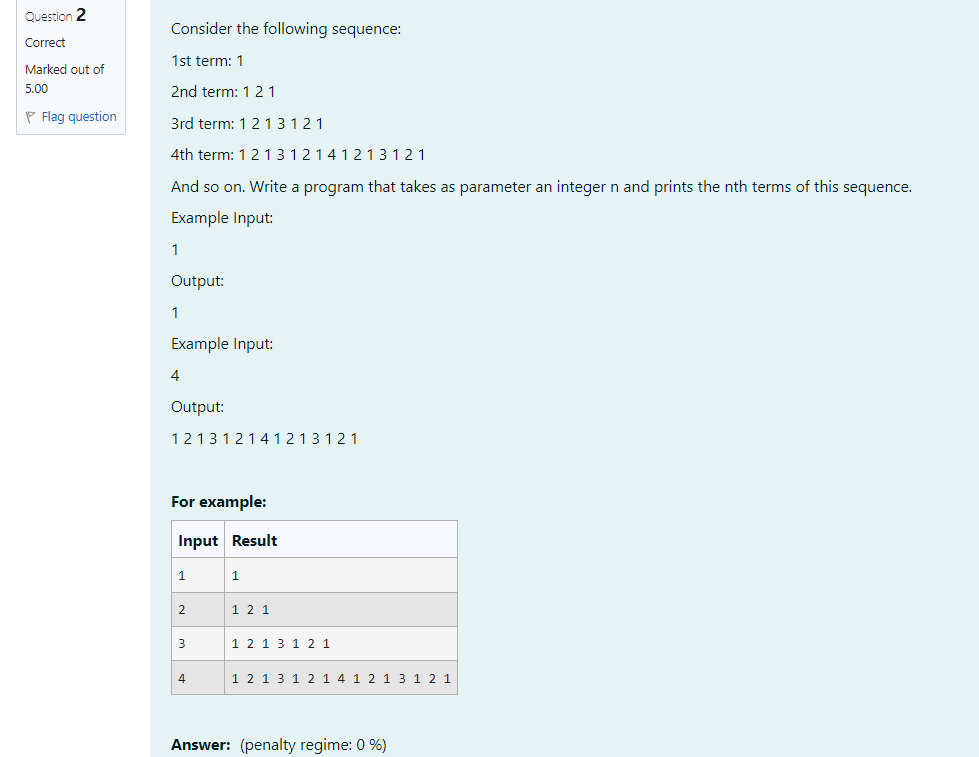 Question 2
Correct
Marked out of
5.00
Flag question
Consider the following sequence:
1st term: 1
2nd term: 1 2 1
3rd term: 1 2 1 3 1 2 1
4th term: 1 2 1 3 1 2 1 4 1 2 1 3 1 2 1
And so on. Write a program that takes as parameter an integer n and prints the nth terms of this sequence.
Example Input:
1
Output:
1
Example Input:
4
Output:
1 2 1 3 1 2 1 4 1 2 1 3 1 2 1
For example:
Input Result
1 1
2 1 2 1
3 1 2 1 3 1 2 1
4 1 2 1 3 1 2 1 4 1 2 1 3 1 2 1
Answer: (penalty regime: 0 %)